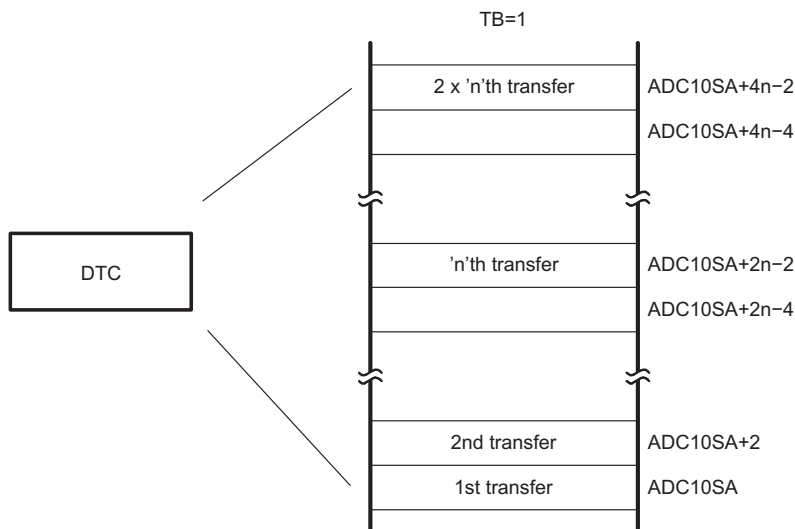 TB=1
2 x 'n'th transfer
ADC10SA+4n−2
ADC10SA+4n−4
DTC
'n'th transfer
ADC10SA+2n−2
ADC10SA+2n−4
2nd transfer
ADC10SA+2
1st transfer
ADC10SA